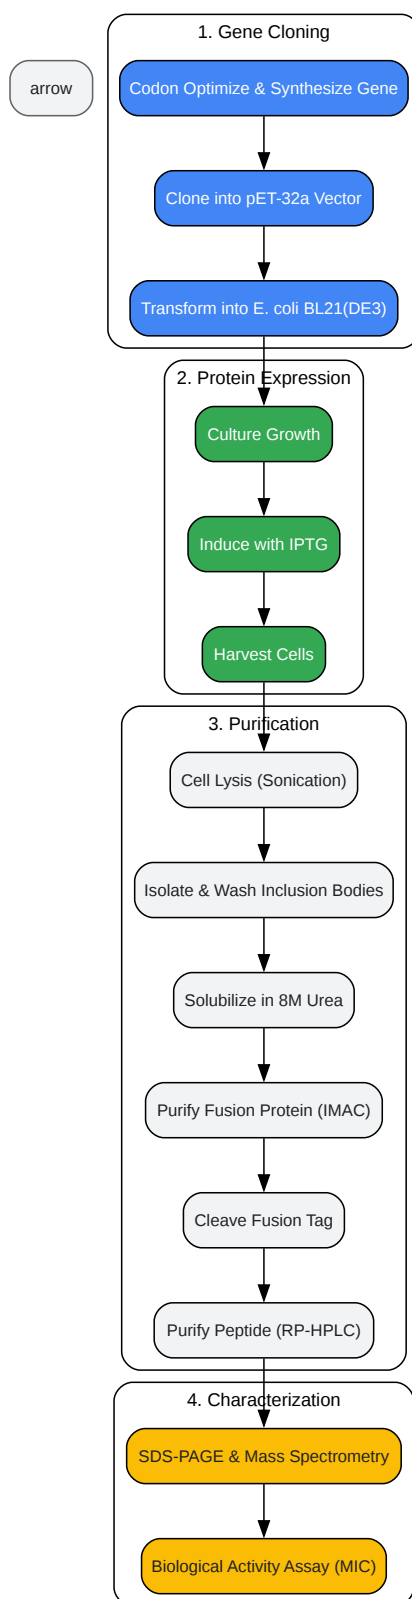 1. Gene Cloning
arrow
Codon Optimize & Synthesize Gene
Clone into pET-32a Vector
Transform into E. coli BL21(DE3)
2. Protein Expression
Culture Growth
Induce with IPTG
Harvest Cells
3. Purification
Cell Lysis (Sonication)
Isolate & Wash Inclusion Bodies
Solubilize in 8M Urea
Purify Fusion Protein (IMAC)
Cleave Fusion Tag
Purify Peptide (RP-HPLC)
4. Characterization
SDS-PAGE & Mass Spectrometry
Biological Activity Assay (MIC)